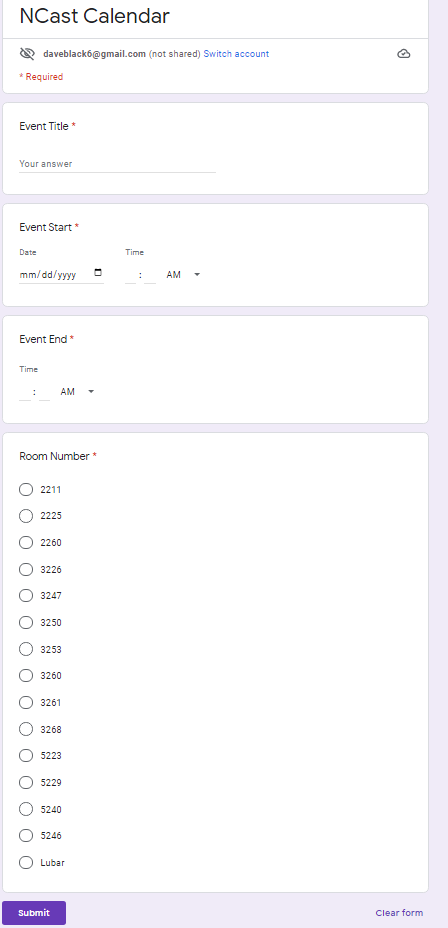 NCast Calendar
daveblack6@gmail.com (not shared) Switch account
* Required
Event Title *
Your answer
Event Start *
Date Time
mm/dd/yyyy : AM
Event End *
Time
: AM
Room Number *
2211
2225
2260
3226
3247
3250
3253
3260
3261
3268
5223
5229
5240
5246
Lubar
Submit Clear form